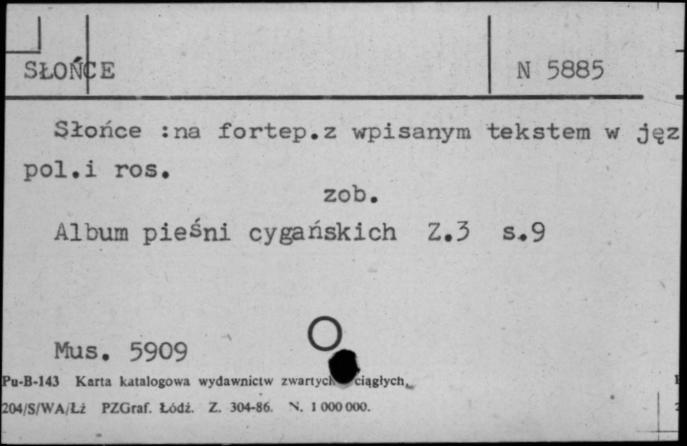 SŁOŃCE N 5885
Słońce :na fortep.z wpisanym tekstem w jęz
pol.i ros.
zob.
Album pieśni cygańskich Z.3 s.9
Mus. 5909
Pu-B-143 Karta katalogowa wydawnictw zwartych ciągłych
204/S/WA/Łź PZGraf. Łódź. Z. 304-86. N. 1 000 000.